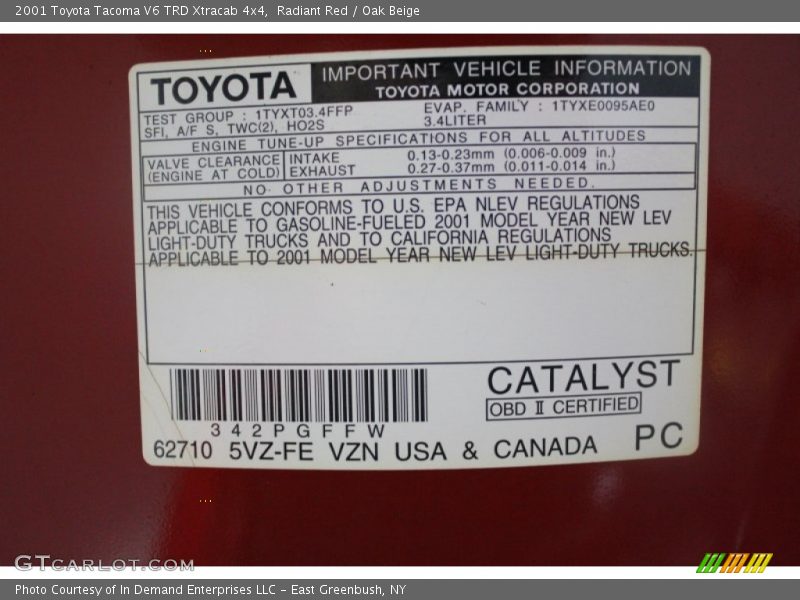 2001 Toyota Tacoma V6 TRD Xtracab 4x4,  Radiant Red / Oak Beige
TOYOTA
IMPORTANT VEHICLE INFORMATION
TOYOTA MOTOR CORPORATION
TEST GROUP : 1TYXT03.4FFP
EVAP. FAMILY : 1TYXE0095AE0
SFI, A/F S, TWC(2), HO2S
3.4LITER
ENGINE TUNE-UP SPECIFICATIONS FOR ALL ALTITUDES
VALVE CLEARANCE
(ENGINE AT COLD)
INTAKE 0.13-0.23mm (0.006-0.009 in.)
EXHAUST 0.27-0.37mm (0.011-0.014 in.)
NO OTHER ADJUSTMENTS NEEDED.
THIS VEHICLE CONFORMS TO U.S. EPA NLEV REGULATIONS
APPLICABLE TO GASOLINE-FUELED 2001 MODEL YEAR NEW LEV
LIGHT-DUTY TRUCKS AND TO CALIFORNIA REGULATIONS
APPLICABLE TO 2001 MODEL YEAR NEW LEV LIGHT-DUTY TRUCKS.
CATALYST
OBD II CERTIFIED
342PGFFW
62710 5VZ-FE VZN USA & CANADA PC
GTCARLOT.COM
Photo Courtesy of In Demand Enterprises LLC – East Greenbush, NY